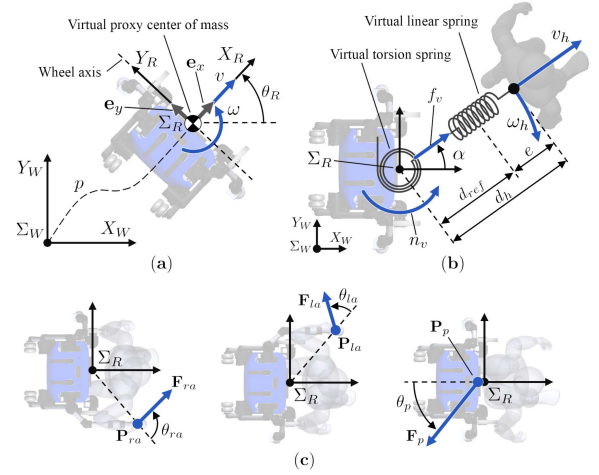 Virtual proxy center of mass
Wheel axis
Y_R
e_x
X_R
v
θ_R
e_y
Σ_R
ω
Y_W
p
Σ_W
X_W
(a)
Virtual linear spring
Virtual torsion spring
v_h
f_v
ω_h
Σ_R
α
e
d_ref
d_h
n_v
Y_W
Σ_W
X_W
(b)
Σ_R
F_ra
P_ra
θ_ra
F_la
θ_la
P_la
Σ_R
P_p
θ_p
Σ_R
F_p
(c)